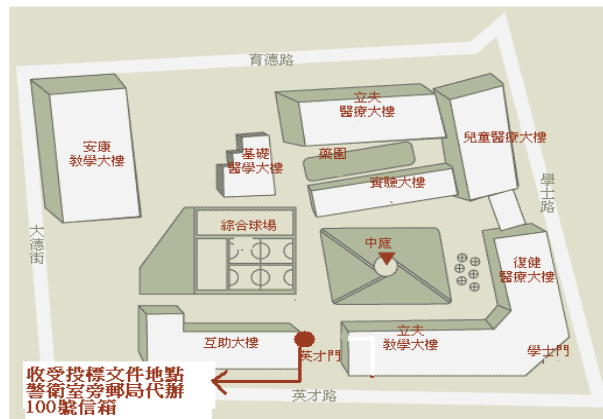 育德路
立夫
醫療大樓
兒童醫療大樓
安康
教學大樓
基礎
醫學大樓
藥園
實驗大樓
學士路
大德街
綜合球場
中庭
復健
醫療大樓
互助大樓
英才門
立夫
教學大樓
學士門
收受投標文件地點
警衛室旁郵局代辦
100號信箱
英才路